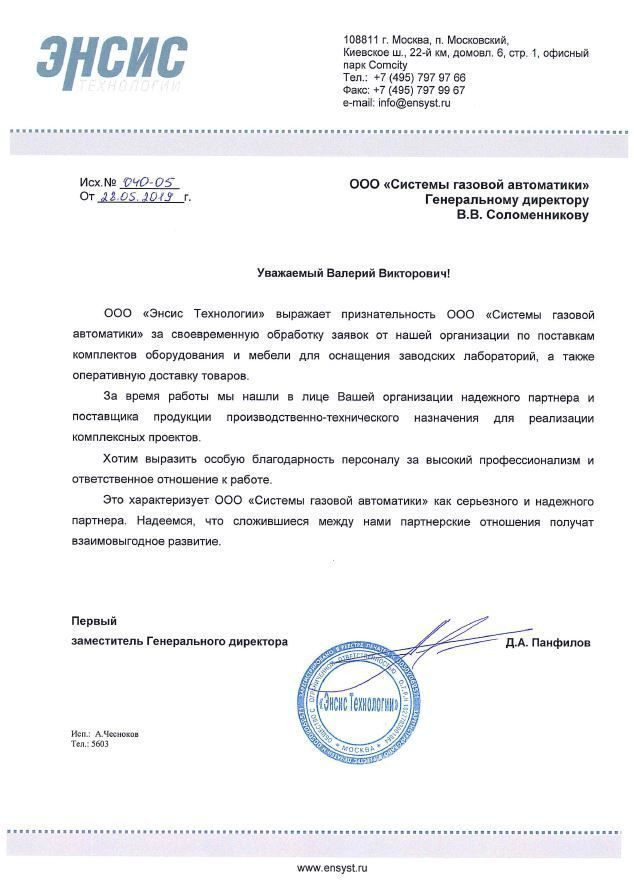 ЭНСИС
ТЕХНОЛОГИИ
108811 г. Москва, п. Московский,
Киевское ш., 22-й км, домовл. 6, стр. 1, офисный
парк Comcity
Тел.: +7 (495) 797 97 66
Факс: +7 (495) 797 99 67
e-mail: info@ensyst.ru
Исх.№ 040-05
От 22.05.2019 г.
ООО «Системы газовой автоматики»
Генеральному директору
В.В. Соломенникову
Уважаемый Валерий Викторович!
ООО «Энсис Технологии» выражает признательность ООО «Системы газовой
автоматики» за своевременную обработку заявок от нашей организации по поставкам
комплектов оборудования и мебели для оснащения заводских лабораторий, а также
оперативную доставку товаров.
За время работы мы нашли в лице Вашей организации надежного партнера и
поставщика продукции производственно-технического назначения для реализации
комплексных проектов.
Хотим выразить особую благодарность персоналу за высокий профессионализм и
ответственное отношение к работе.
Это характеризует ООО «Системы газовой автоматики» как серьезного и надежного
партнера. Надеемся, что сложившиеся между нами партнерские отношения получат
взаимовыгодное развитие.
Первый
заместитель Генерального директора
Д.А. Панфилов
ОБЩЕСТВО С ОГРАНИЧЕННОЙ ОТВЕТСТВЕННОСТЬЮ
«Энсис Технологии»
* МОСКВА *
Исп.: А.Чесноков
Тел.: 5603
www.ensyst.ru